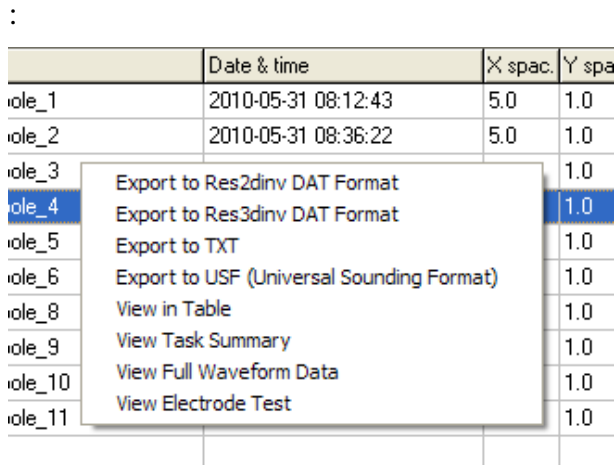 :
Date & time X spac. Y spa
ole_1 2010-05-31 08:12:43 5.0 1.0
ole_2 2010-05-31 08:36:22 5.0 1.0
ole_3 1.0
Export to Res2dinv DAT Format
ole_4 1.0
Export to Res3dinv DAT Format
ole_5 1.0
Export to TXT
ole_6 1.0
Export to USF (Universal Sounding Format)
ole_8 1.0
View in Table
ole_9 1.0
View Task Summary
ole_10 1.0
View Full Waveform Data
ole_11 1.0
View Electrode Test